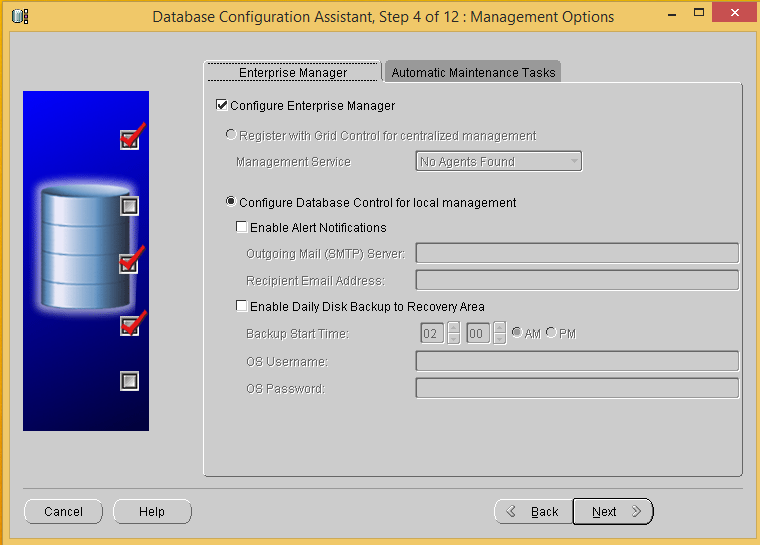 Database Configuration Assistant, Step 4 of 12 : Management Options
Enterprise Manager
Automatic Maintenance Tasks
Configure Enterprise Manager
Register with Grid Control for centralized management
Management Service
No Agents Found
Configure Database Control for local management
Enable Alert Notifications
Outgoing Mail (SMTP) Server:
Recipient Email Address:
Enable Daily Disk Backup to Recovery Area
Backup Start Time:
02
00
AM
PM
OS Username:
OS Password:
Cancel
Help
Back
Next